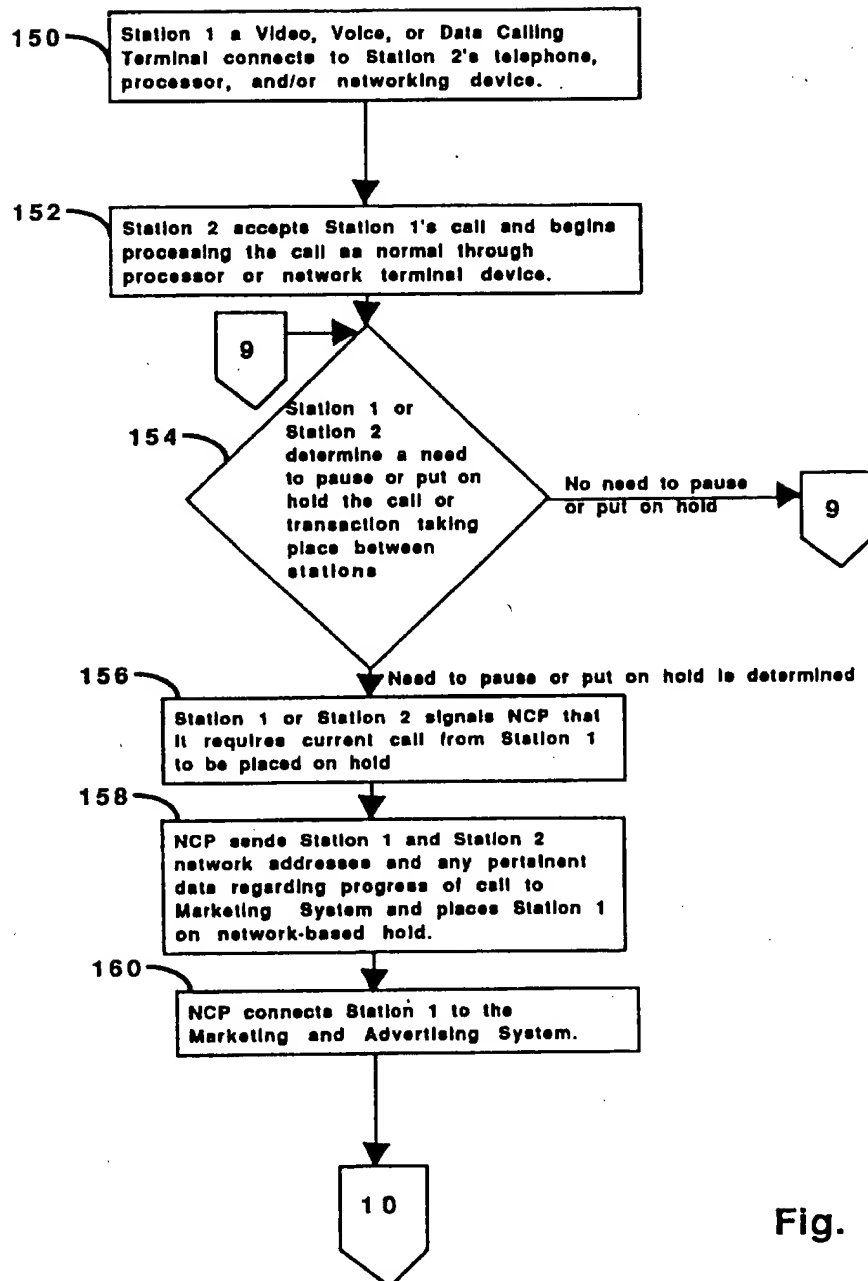 150
Station 1 a Video, Voice, or Data Calling
Terminal connects to Station 2's telephone,
processor, and/or networking device.
152
Station 2 accepts Station 1's call and begins
processing the call as normal through
processor or network terminal device.
9
154
Station 1 or
Station 2
determine a need
to pause or put on
hold the call or
transaction taking
place between
stations
No need to pause
or put on hold
9
Need to pause or put on hold is determined
156
Station 1 or Station 2 signals NCP that
it requires current call from Station 1
to be placed on hold
158
NCP sends Station 1 and Station 2
network addresses and any pertainent
data regarding progress of call to
Marketing System and places Station 1
on network-based hold.
160
NCP connects Station 1 to the
Marketing and Advertising System.
10
Fig.